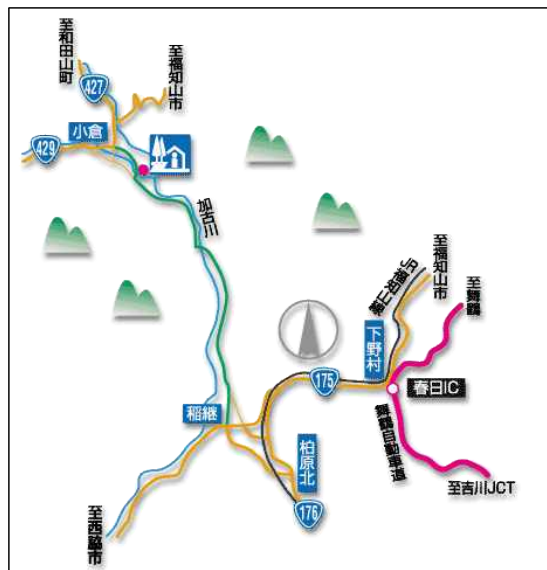 至和田山町
至福知山市
427
小倉
429
加古川
JR福知山線
至福知山市
至舞鶴
下野村
175
春日IC
稲継
柏原北
舞鶴自動車道
至吉川JCT
176
至西脇市